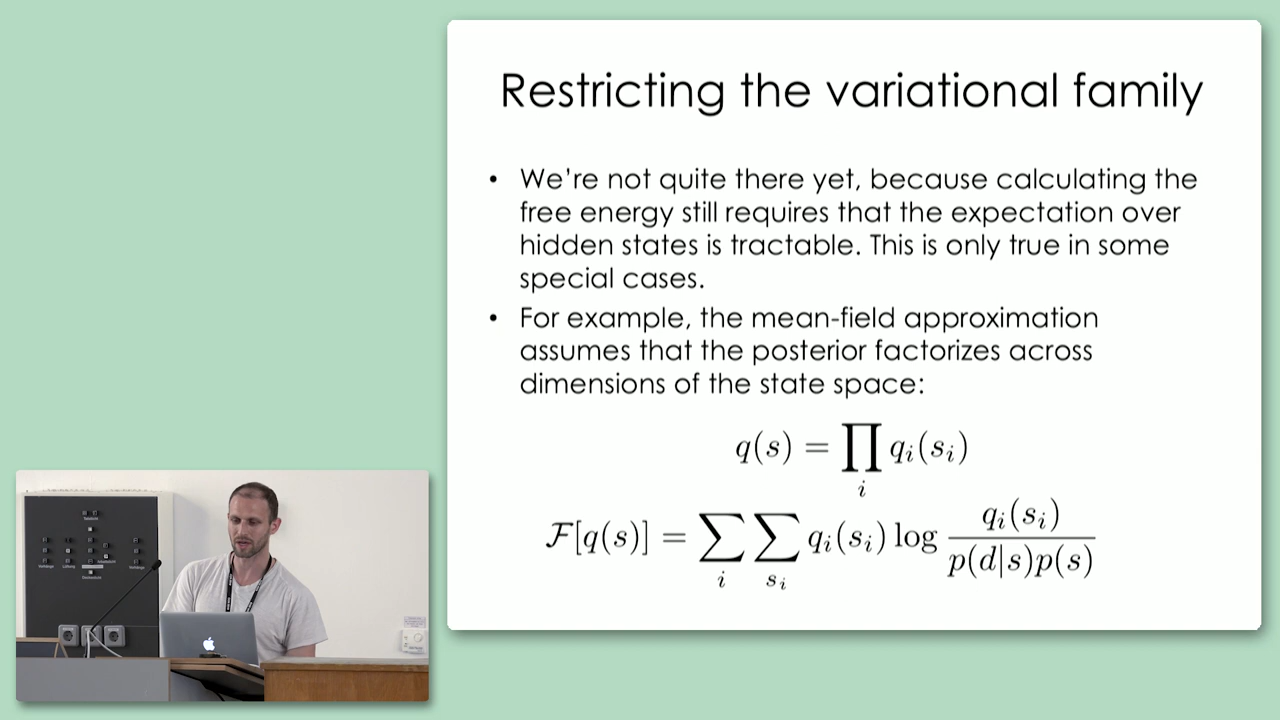 Restricting the variational family
• We're not quite there yet, because calculating the
free energy still requires that the expectation over
hidden states is tractable. This is only true in some
special cases.
• For example, the mean-field approximation
assumes that the posterior factorizes across
dimensions of the state space:
q(s) = ∏_i q_i(s_i)
F[q(s)] = ∑_i ∑_{s_i} q_i(s_i) log q_i(s_i) / p(d|s)p(s)